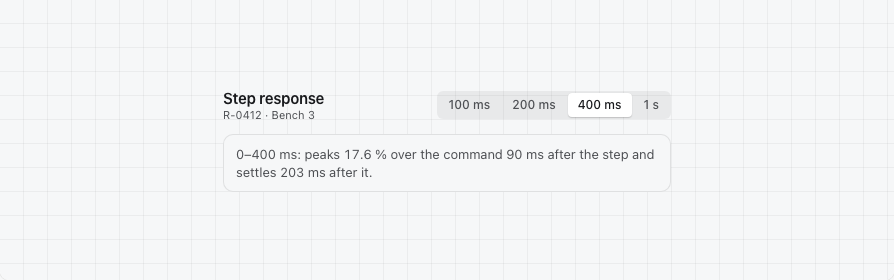 Step response
R-0412 · Bench 3
100 ms 200 ms 400 ms 1 s
0–400 ms: peaks 17.6 % over the command 90 ms after the step and
settles 203 ms after it.